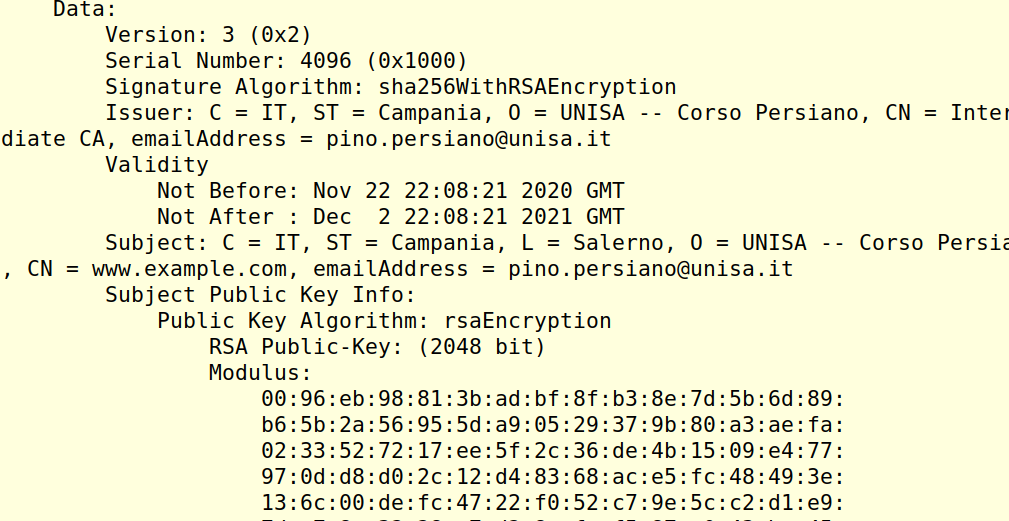 Data:
Version: 3 (0x2)
Serial Number: 4096 (0x1000)
Signature Algorithm: sha256WithRSAEncryption
Issuer: C = IT, ST = Campania, O = UNISA -- Corso Persiano, CN = Inter
diate CA, emailAddress = pino.persiano@unisa.it
Validity
Not Before: Nov 22 22:08:21 2020 GMT
Not After : Dec  2 22:08:21 2021 GMT
Subject: C = IT, ST = Campania, L = Salerno, O = UNISA -- Corso Persia
, CN = www.example.com, emailAddress = pino.persiano@unisa.it
Subject Public Key Info:
Public Key Algorithm: rsaEncryption
RSA Public-Key: (2048 bit)
Modulus:
00:96:eb:98:81:3b:ad:bf:8f:b3:8e:7d:5b:6d:89:
b6:5b:2a:56:95:5d:a9:05:29:37:9b:80:a3:ae:fa:
02:33:52:72:17:ee:5f:2c:36:de:4b:15:09:e4:77:
97:0d:d8:d0:2c:12:d4:83:68:ac:e5:fc:48:49:3e:
13:6c:00:de:fc:47:22:f0:52:c7:9e:5c:c2:d1:e9: